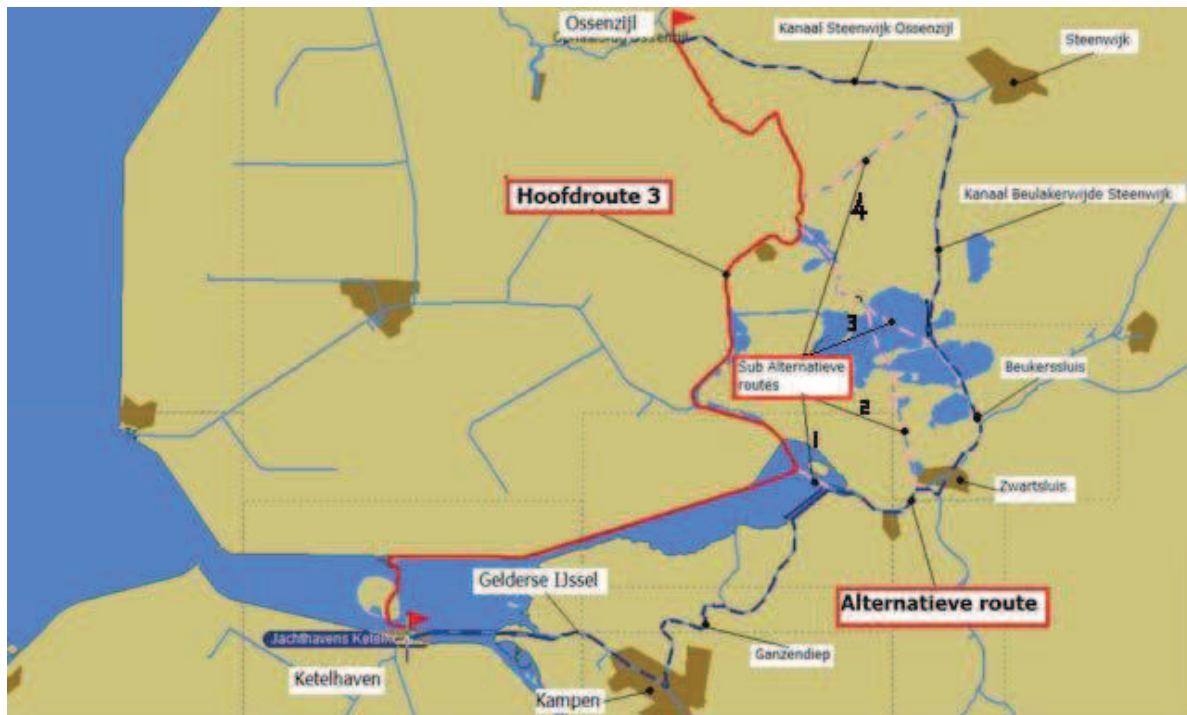 Ossenzijl
Kanaal Steenwijk Ossenzijl
Steenwijk
Hoofdroute 3
Kanaal Beulakerwijde Steenwijk
4
3
Sub Alternatieve
routes
Beukerssluis
2
1
Zwartsluis
Gelderse IJssel
Alternatieve route
Jachthavens
Ganzendiep
Ketelhaven
Kampen